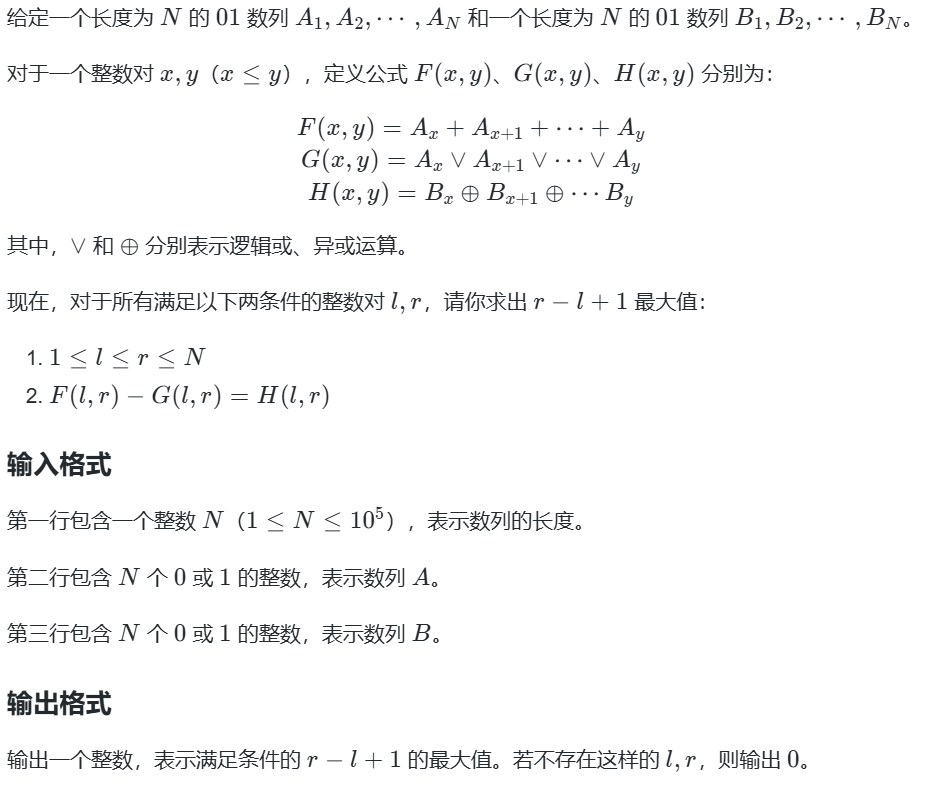 给定一个长度为 $N$ 的 $01$ 数列 $A_1, A_2, \cdots, A_N$ 和一个长度为 $N$ 的 $01$ 数列 $B_1, B_2, \cdots, B_N$。
对于一个整数对 $x, y$（$x \leq y$），定义公式 $F(x, y)$、$G(x, y)$、$H(x, y)$ 分别为：
$F(x, y) = A_x + A_{x+1} + \cdots + A_y$
$G(x, y) = A_x \vee A_{x+1} \vee \cdots \vee A_y$
$H(x, y) = B_x \oplus B_{x+1} \oplus \cdots B_y$
其中，$\vee$ 和 $\oplus$ 分别表示逻辑或、异或运算。
现在，对于所有满足以下两条件的整数对 $l, r$，请你求出 $r - l + 1$ 最大值：
1. $1 \leq l \leq r \leq N$
2. $F(l, r) - G(l, r) = H(l, r)$
输入格式
第一行包含一个整数 $N$（$1 \leq N \leq 10^5$），表示数列的长度。
第二行包含 $N$ 个 $0$ 或 $1$ 的整数，表示数列 $A$。
第三行包含 $N$ 个 $0$ 或 $1$ 的整数，表示数列 $B$。
输出格式
输出一个整数，表示满足条件的 $r - l + 1$ 的最大值。若不存在这样的 $l, r$，则输出 $0$。